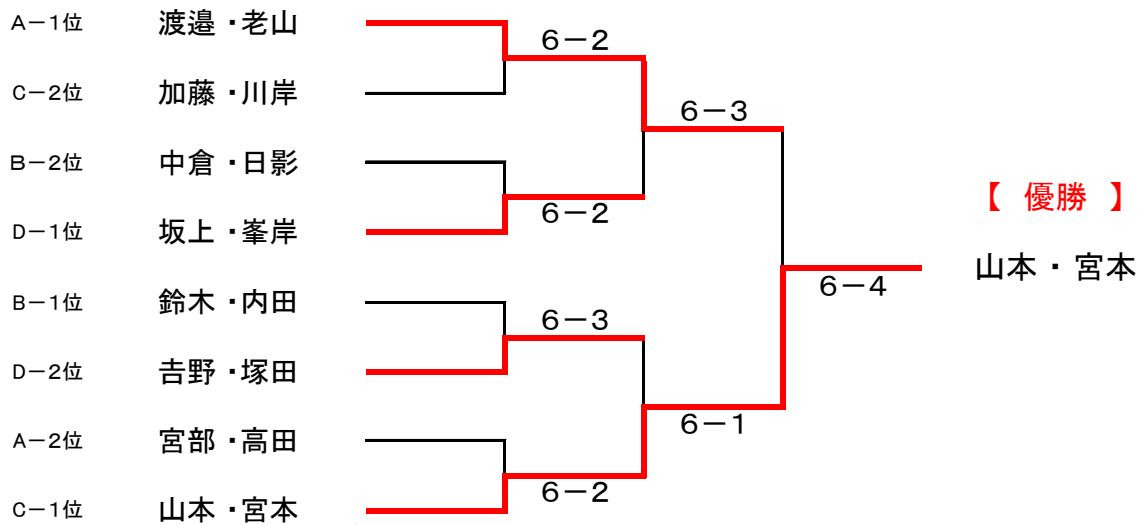 A－1位 渡邉・老山
6－2
C－2位 加藤・川岸
6－3
B－2位 中倉・日影
【 優勝 】
6－2
D－1位 坂上・峯岸
山本・宮本
6－4
B－1位 鈴木・内田
6－3
D－2位 𠮷野・塚田
6－1
A－2位 宮部・高田
6－2
C－1位 山本・宮本